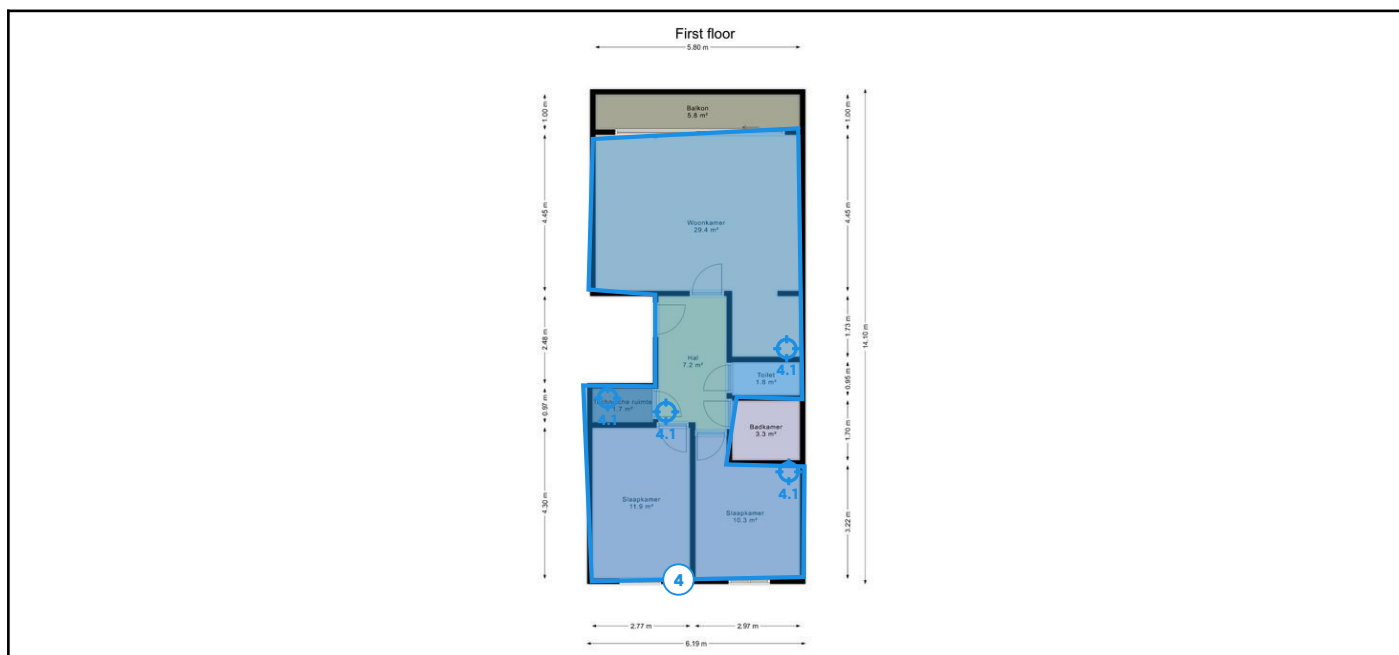 First floor
5.80 m
1.00 m
Balkon
5.8 m²
1.00 m
4.45 m
Woonkamer
29.4 m²
4.45 m
2.48 m
1.73 m
14.10 m
Hal
7.2 m²
4.1
Toilet
1.8 m²
0.95 m
0.97 m
ruimte
4.1
4.1
Badkamer
3.3 m²
1.70 m
4.30 m
Slaapkamer
11.9 m²
4.1
Slaapkamer
10.3 m²
3.22 m
4
2.77 m
2.97 m
6.19 m